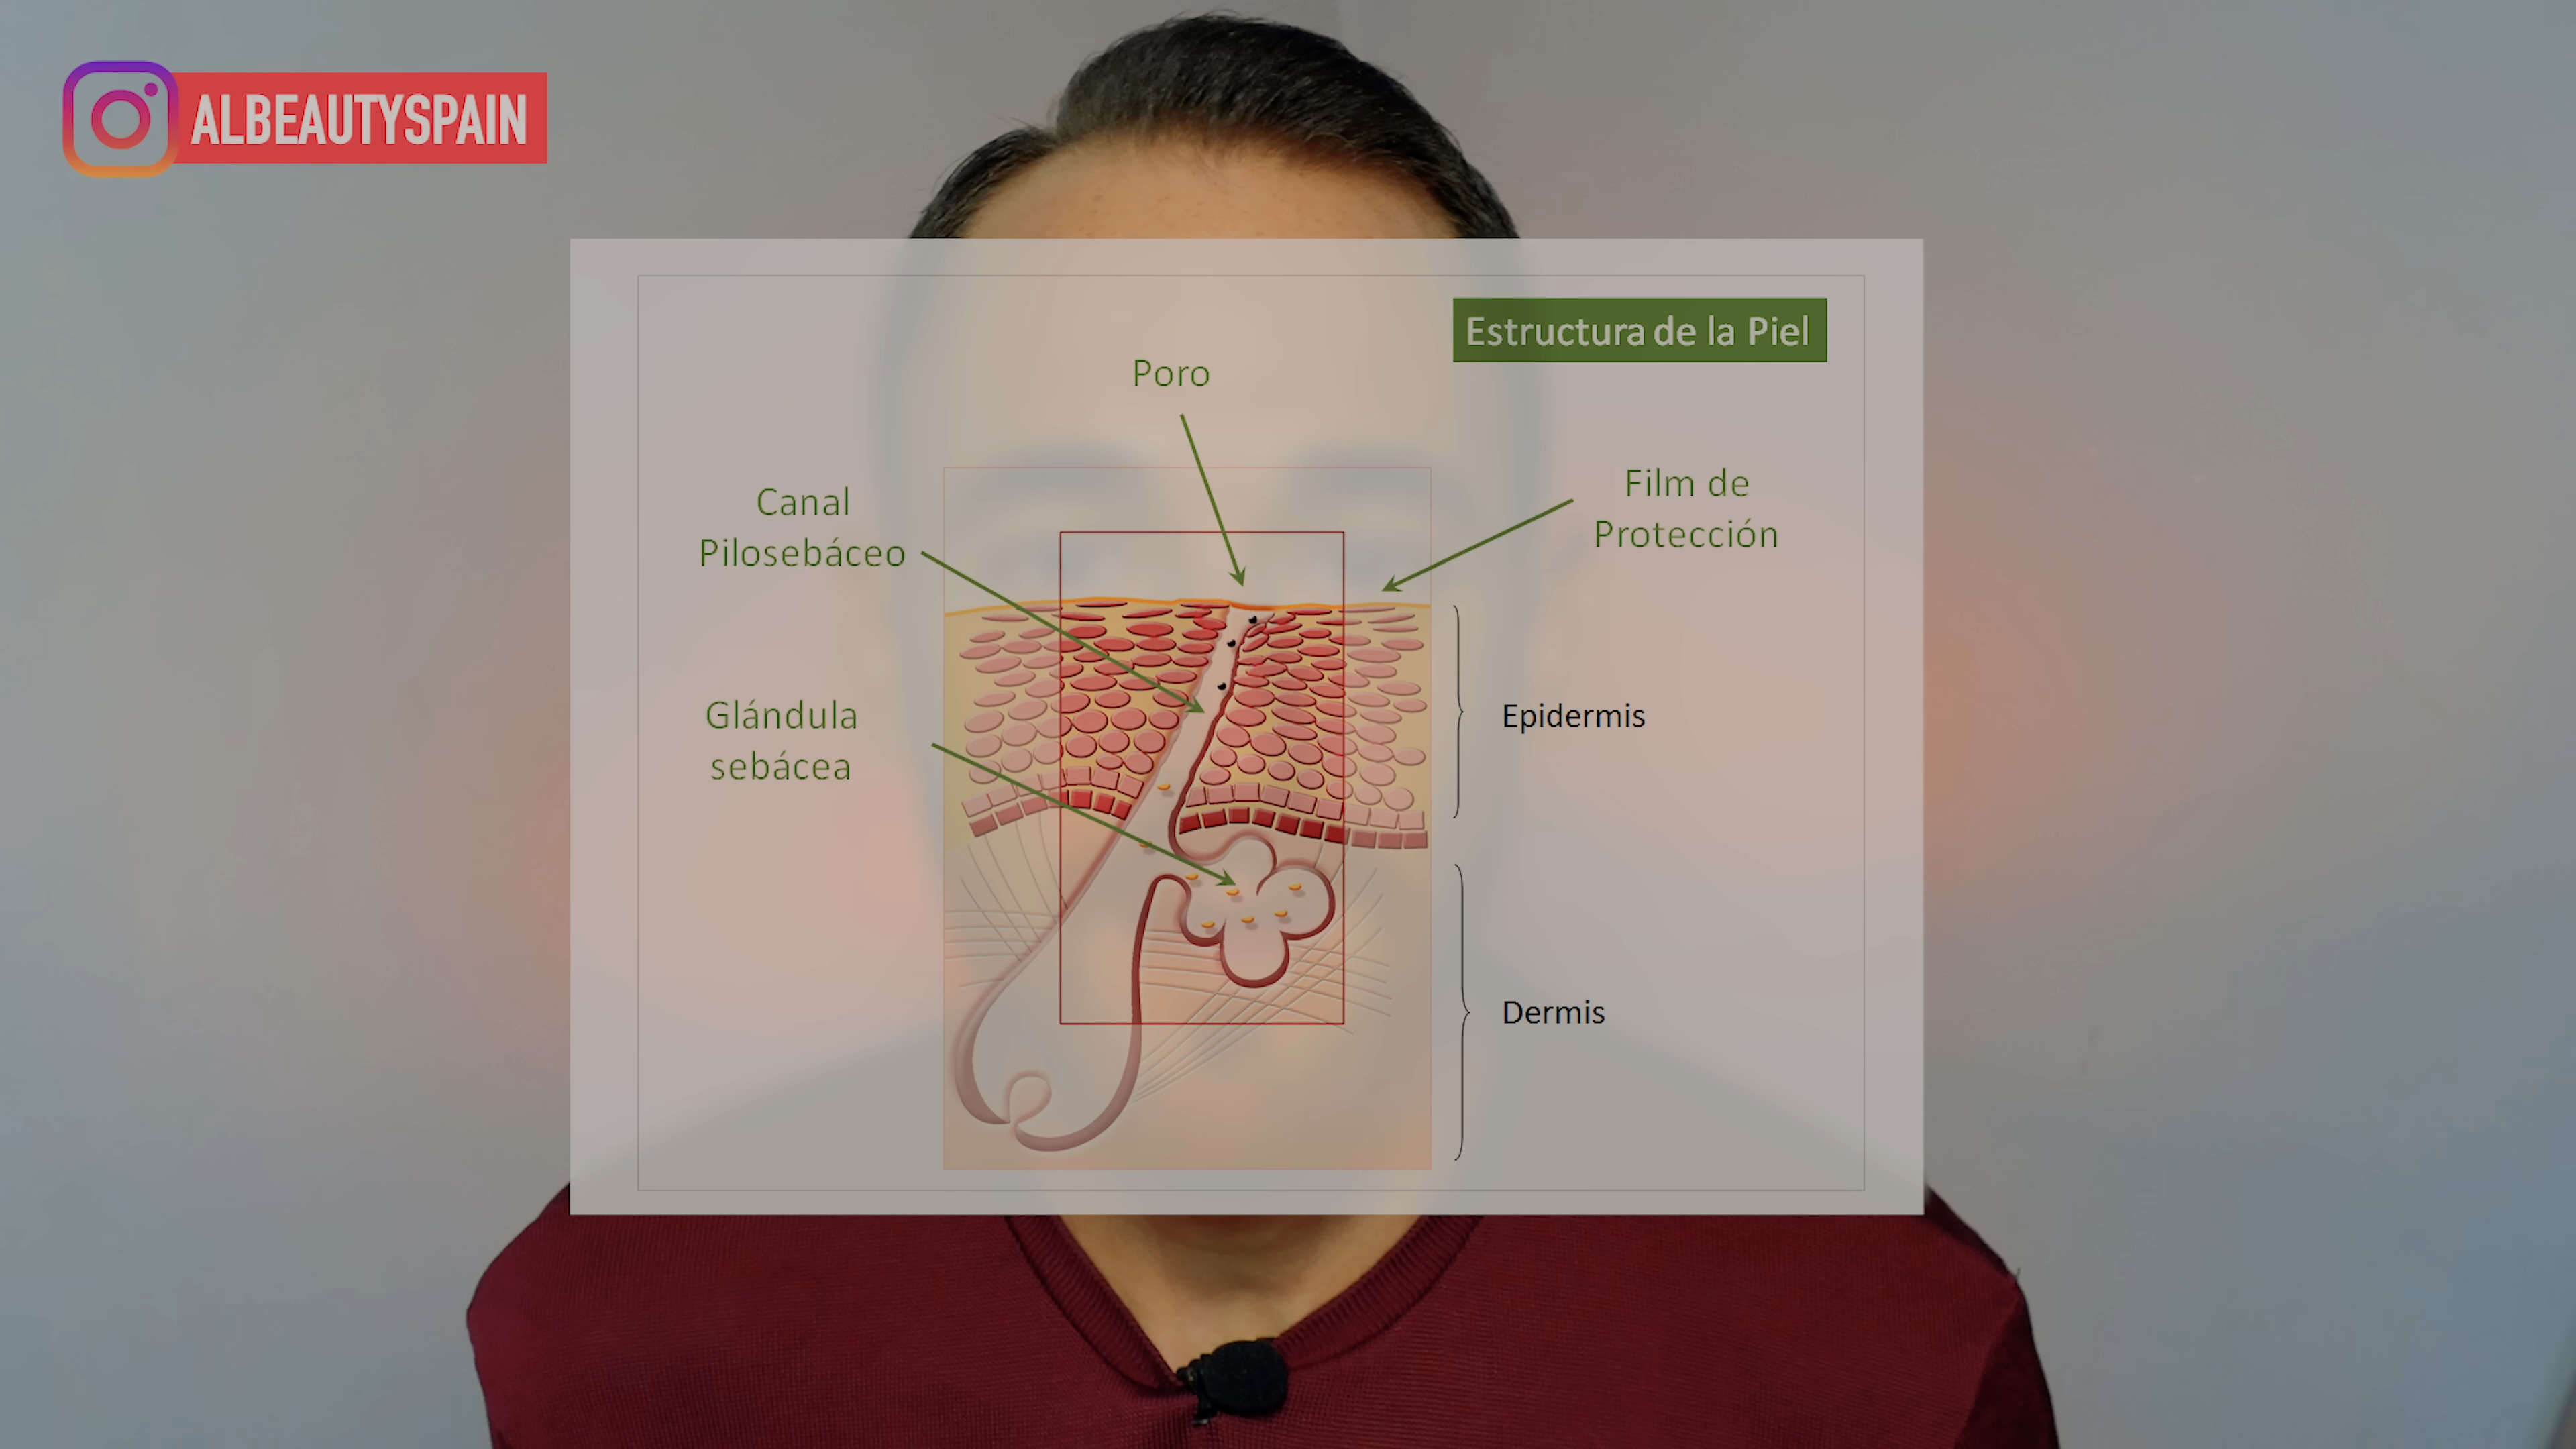 ALBEAUTYSPAIN
Estructura de la Piel
Poro
Canal
Pilosebáceo
Film de
Protección
Glándula
sebácea
Epidermis
Dermis